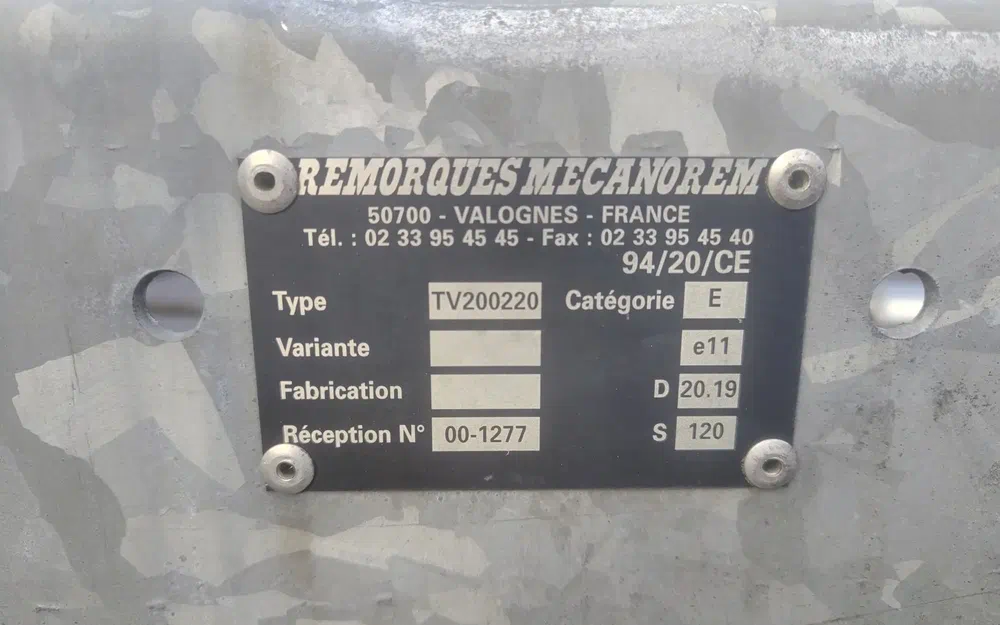 REMORQUES MECANOREM
50700 - VALOGNES - FRANCE
Tél. : 02 33 95 45 45 - Fax : 02 33 95 45 40
94/20/CE
Type TV200220 Catégorie E
Variante e11
Fabrication D 20.19
Réception N° 00-1277 S 120